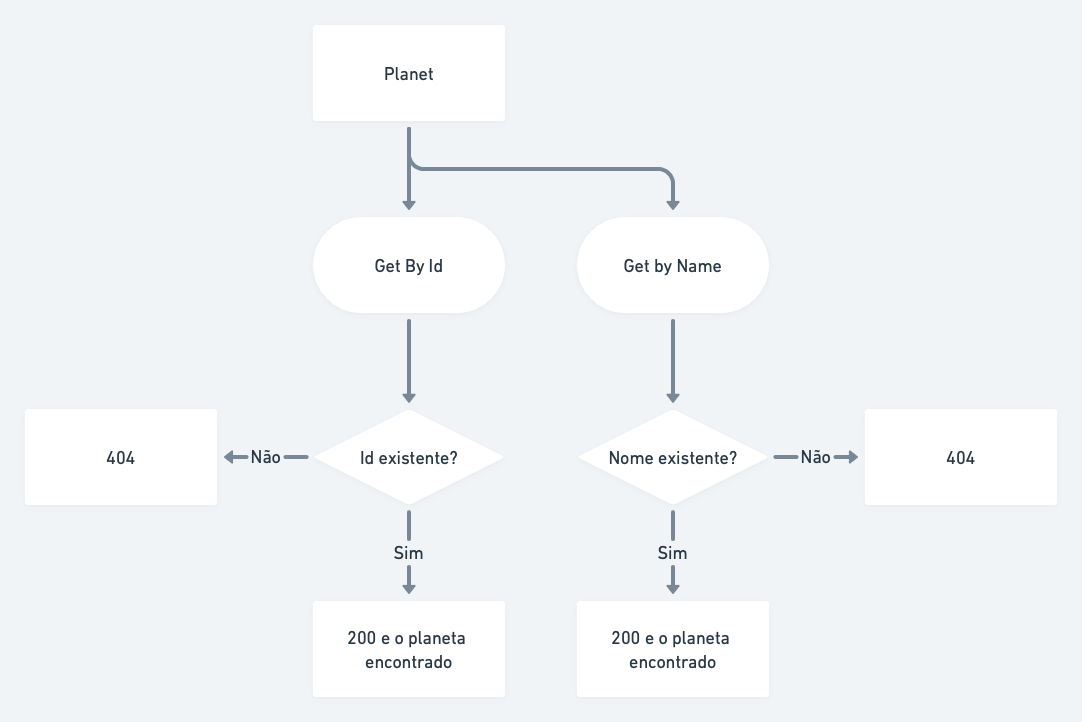 Planet
Get By Id
Get by Name
404
Não
Id existente?
Nome existente?
Não
404
Sim
Sim
200 e o planeta
encontrado
200 e o planeta
encontrado